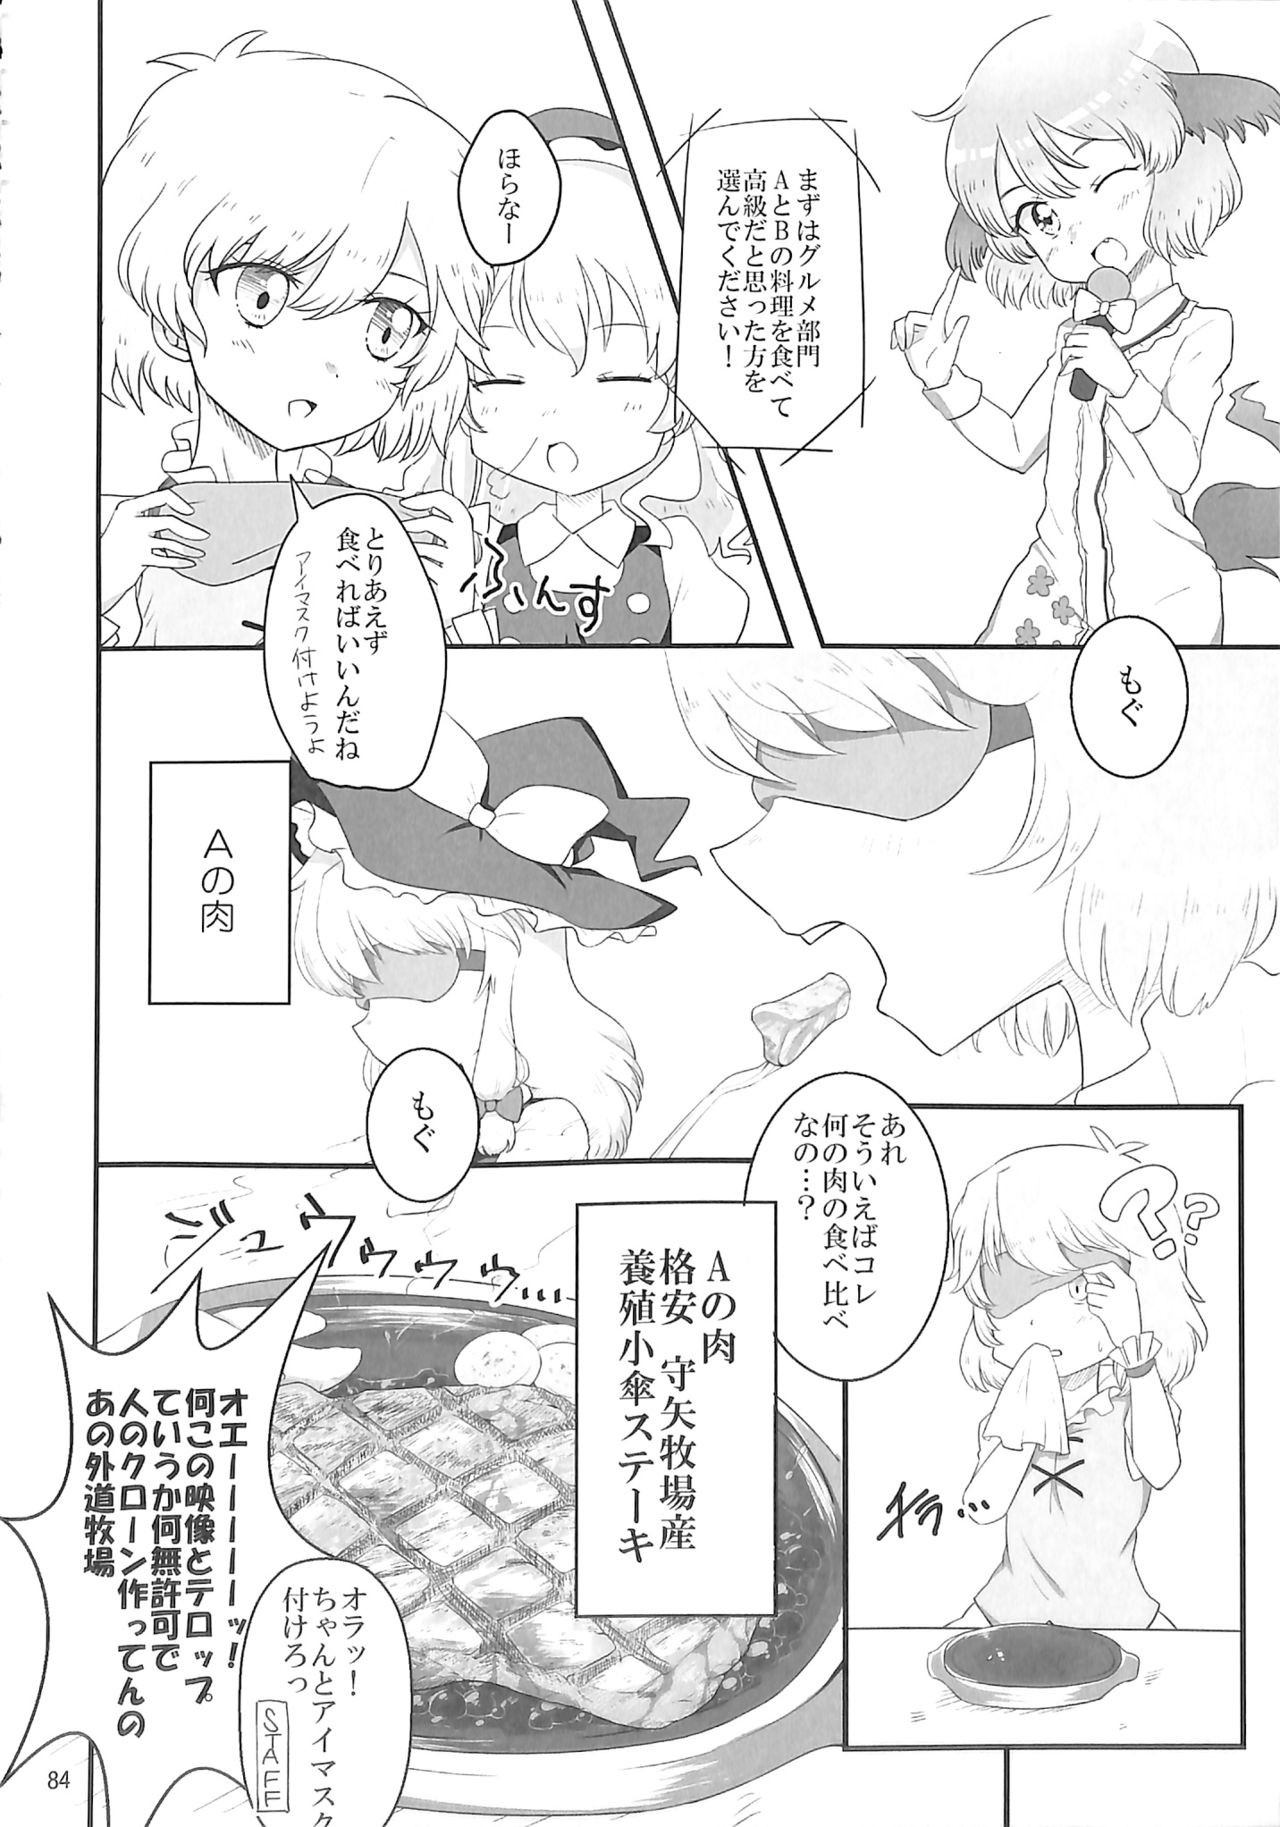 まずはグルメ部門
AとBの料理を食べて
高級だと思った方を
選んでください！
ほらなー
ふんす
とりあえず
食べればいいんだね
アイマスク付けようよ
もぐ
Aの肉
もぐ
あれ
そういえばコレ
何の肉の食べ比べ
なの…？
？？
チラ…
Aの肉
格安　守矢牧場産
養殖小傘ステーキ
ジュウゥウゥゥ…
オエーーーーーッ！
何この映像とテロップ
ていうか何無許可で
人のクローン作ってんの
あの外道牧場
オラッ！
ちゃんとアイマスク
付けろっ
STAFF
84